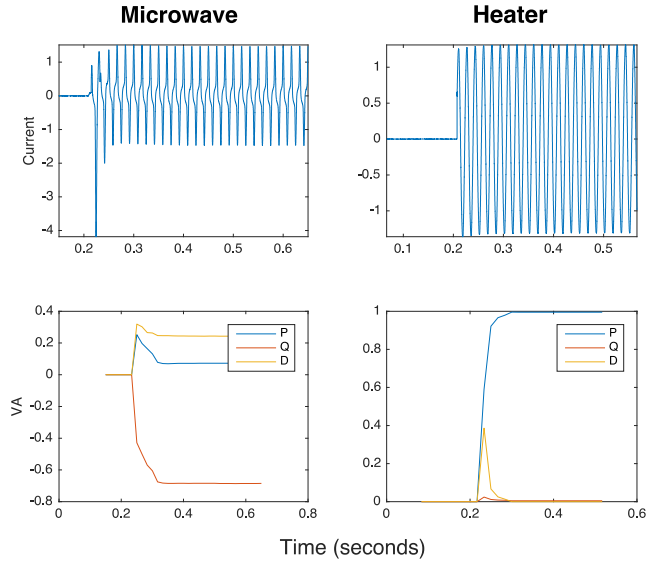 Microwave
Heater
Current
1
0
-1
-2
-3
-4
0.2 0.3 0.4 0.5 0.6
1
0.5
0
-0.5
-1
0.1 0.2 0.3 0.4 0.5
VA
0.4
0.2
0
-0.2
-0.4
-0.6
-0.8
P
Q
D
0 0.2 0.4 0.6 0.8
1
0.8
0.6
0.4
0.2
0
P
Q
D
0 0.2 0.4 0.6
Time (seconds)